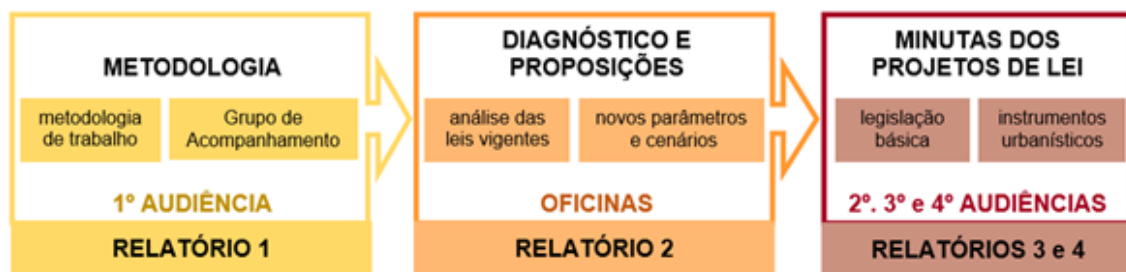 METODOLOGIA
metodologia
de trabalho
Grupo de
Acompanhamento
1º AUDIÊNCIA
RELATÓRIO 1
DIAGNÓSTICO E
PROPOSIÇÕES
análise das
leis vigentes
novos parâmetros
e cenários
OFICINAS
RELATÓRIO 2
MINUTAS DOS
PROJETOS DE LEI
legislação
básica
instrumentos
urbanísticos
2º. 3º e 4º AUDIÊNCIAS
RELATÓRIOS 3 e 4